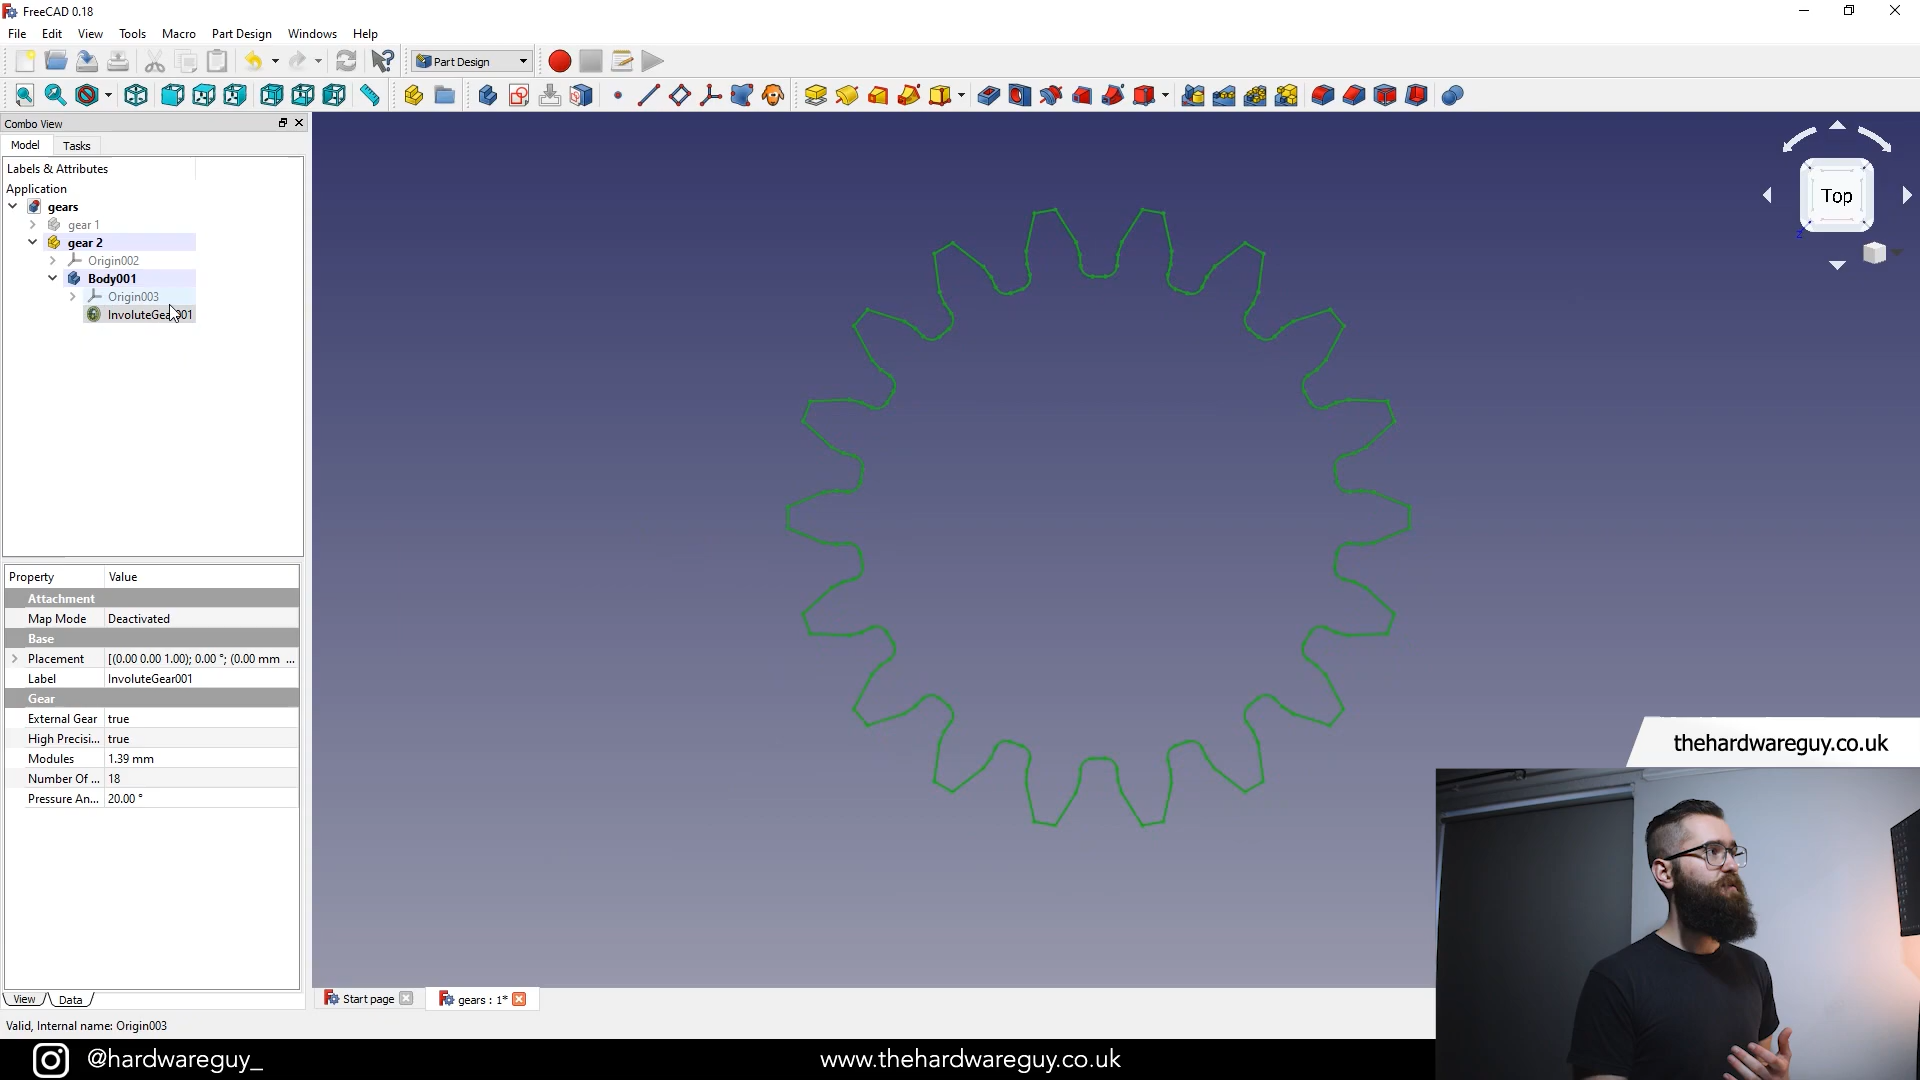 FreeCAD 0.18
File Edit View Tools Macro Part Design Windows Help
Part Design
Combo View
Model Tasks
Labels & Attributes
Application
gears
gear 1
gear 2
Origin002
Body001
Origin003
InvoluteGear001
Top
z
Property Value
Attachment
Map Mode Deactivated
Base
Placement [(0.00 0.00 1.00); 0.00 °; (0.00 mm ...
Label InvoluteGear001
Gear
External Gear true
High Precisi... true
Modules 1.39 mm
Number Of ... 18
Pressure An... 20.00 °
View Data
Start page gears : 1*
Valid, Internal name: Origin003
thehardwareguy.co.uk
@hardwareguy_
www.thehardwareguy.co.uk